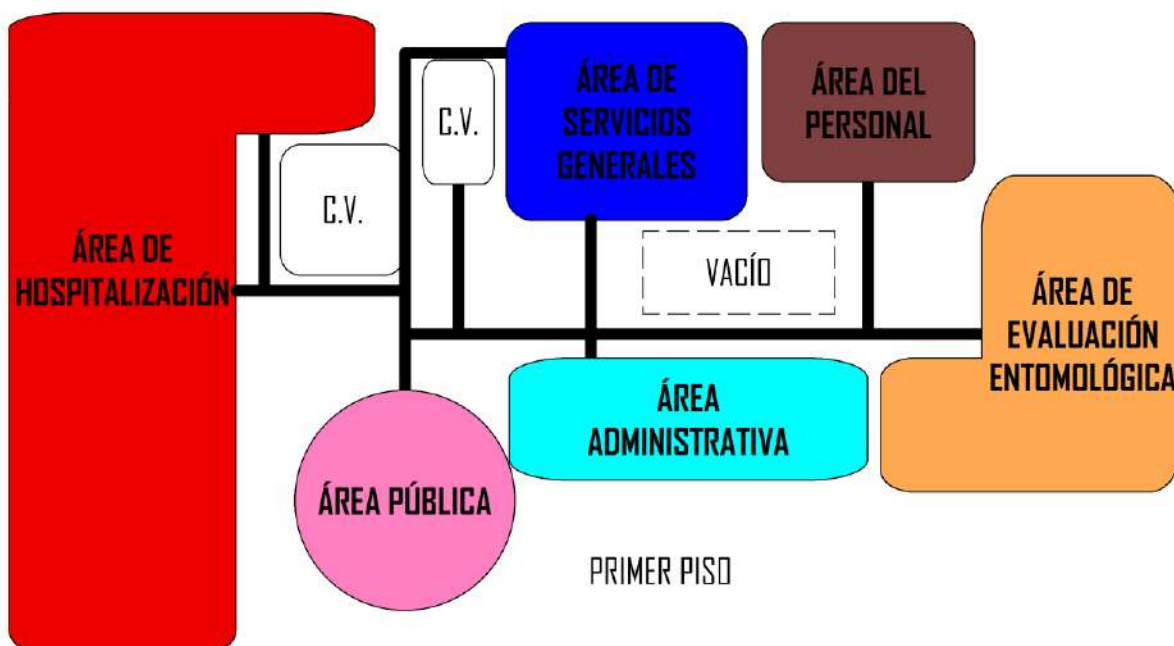 ÁREA DE
SERVICIOS
GENERALES
ÁREA DEL
PERSONAL
C.V.
C.V.
ÁREA DE
HOSPITALIZACIÓN
VACÍO
ÁREA DE
EVALUACIÓN
ENTOMOLÓGICA
ÁREA
ADMINISTRATIVA
ÁREA PÚBLICA
PRIMER PISO